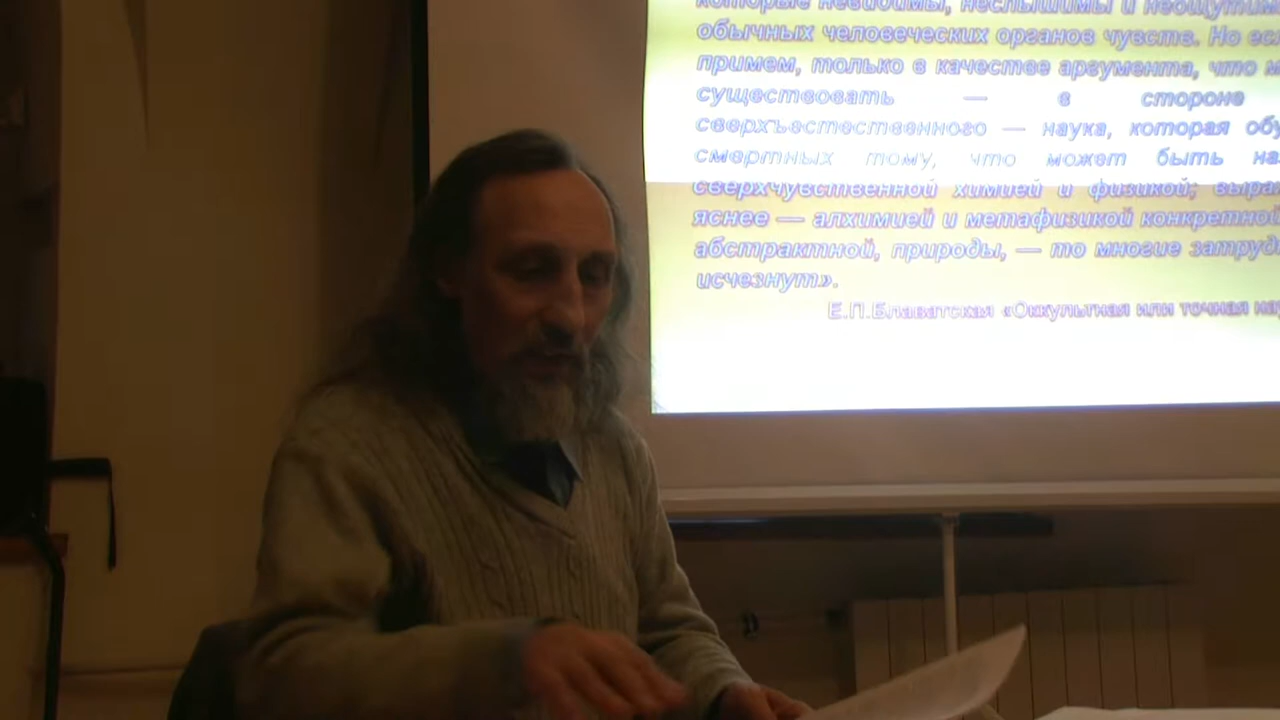 которые невидимы, неслышимы и неощутим
обычных человеческих органов чувств. Но ес
примем, только в качестве аргумента, что м
существовать — в стороне
сверхъестественного — наука, которая обу
смертных тому, что может быть на
сверхчувственной химией и физикой; выра
яснее — алхимией и метафизикой конкретной
абстрактной, природы, — то многие затруд
исчезнут».
Е.П.Блаватская «Оккультная или точная на